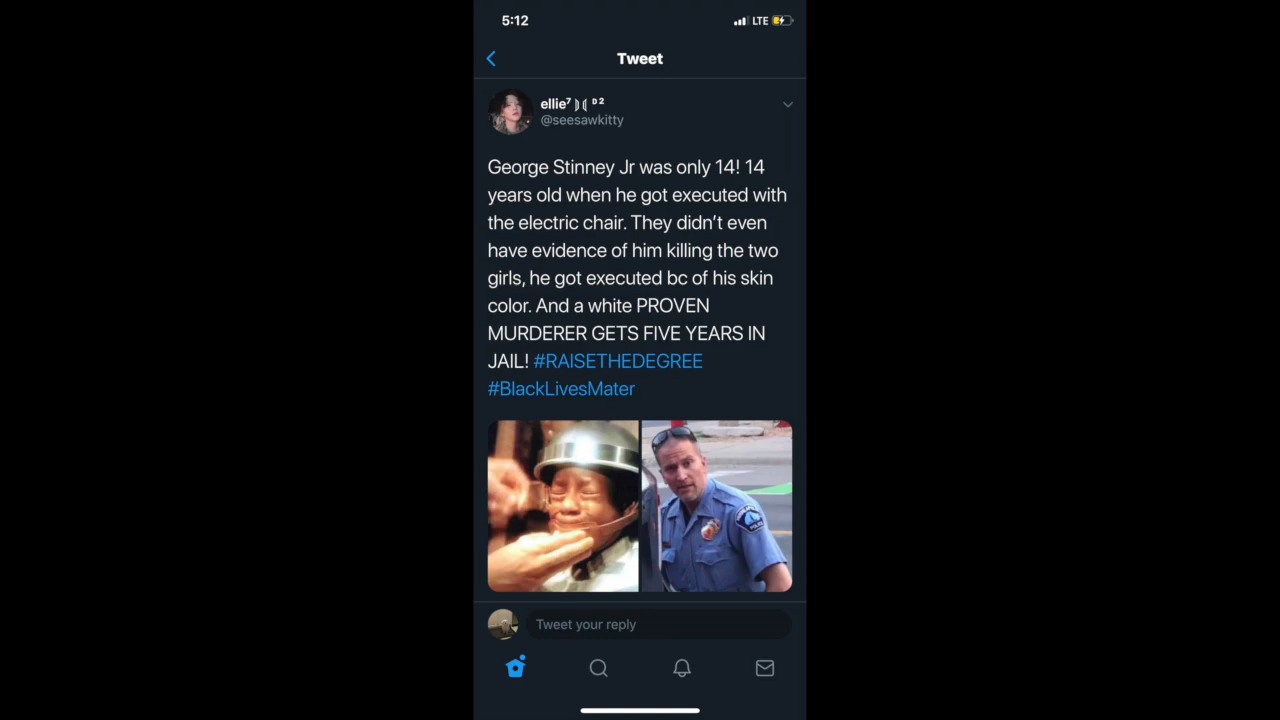 5:12
LTE
Tweet
ellie⁷ ᴰ²
@seesawkitty
George Stinney Jr was only 14! 14
years old when he got executed with
the electric chair. They didn’t even
have evidence of him killing the two
girls, he got executed bc of his skin
color. And a white PROVEN
MURDERER GETS FIVE YEARS IN
JAIL! #RAISETHEDEGREE
#BlackLivesMater
Tweet your reply